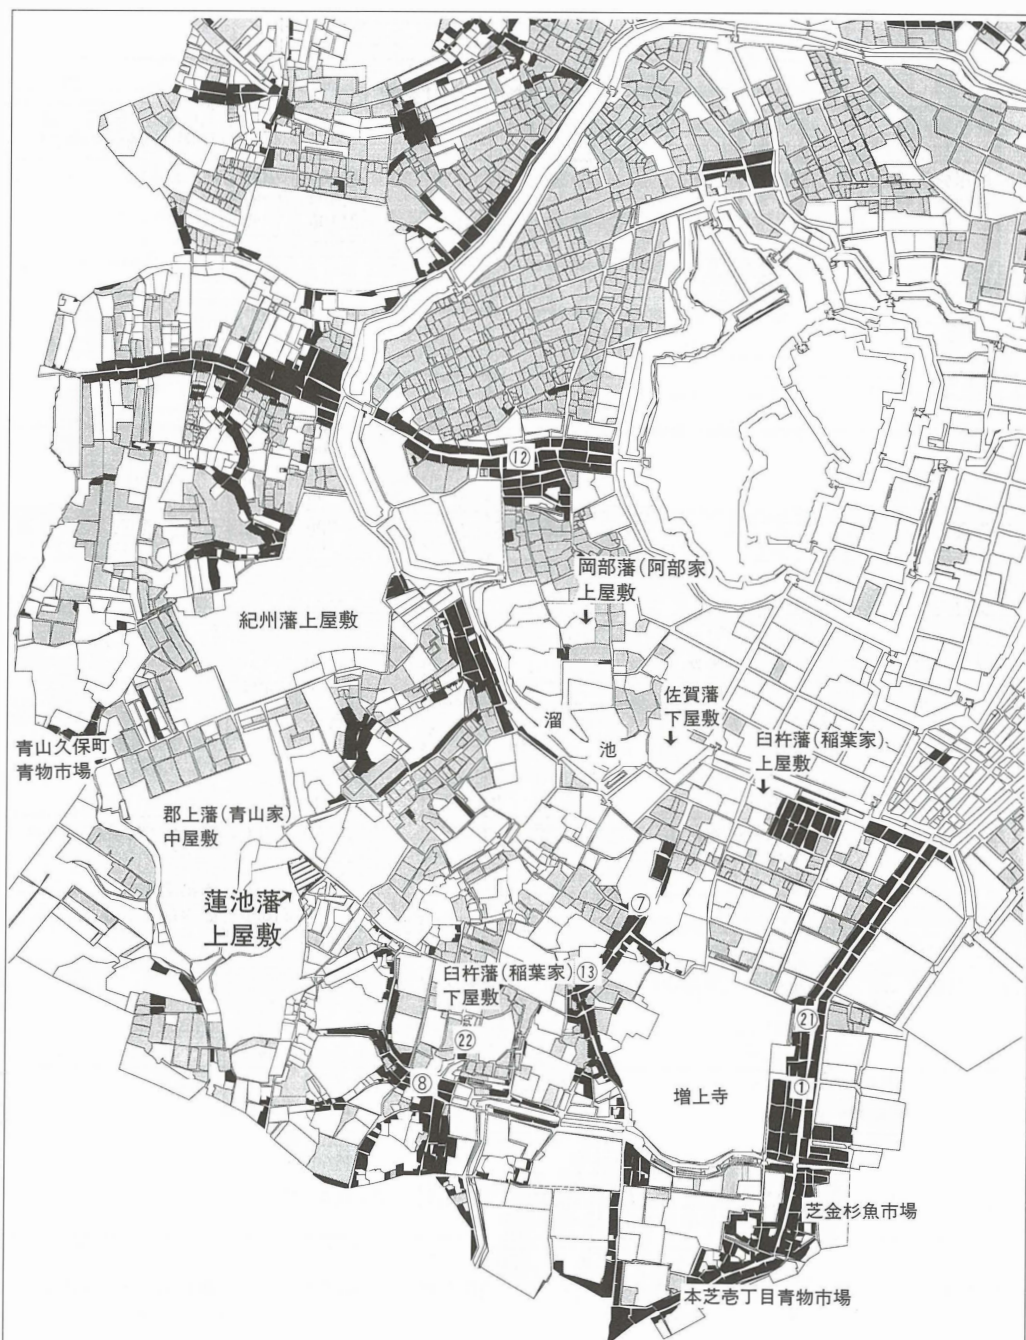 ⑫
岡部藩(阿部家)
上屋敷
紀州藩上屋敷
佐賀藩
下屋敷
溜
池
臼杵藩(稲葉家)
上屋敷
青山久保町
青物市場
郡上藩(青山家)
中屋敷
蓮池藩
上屋敷
⑦
臼杵藩(稲葉家)
下屋敷
⑬
㉑
㉒
⑧
①
増上寺
芝金杉魚市場
本芝壱丁目青物市場